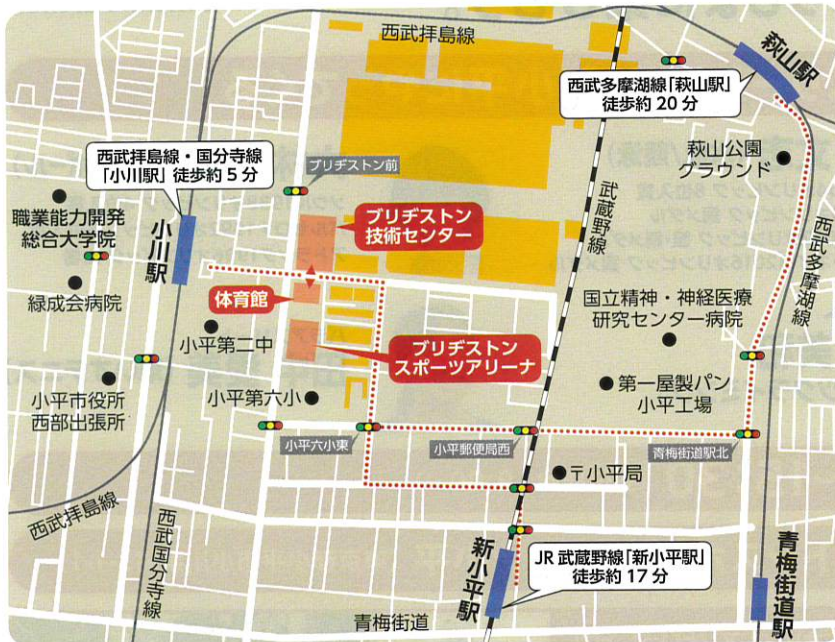 西武拝島線
萩山駅
西武多摩湖線「萩山駅」
徒歩約 20 分
西武拝島線・国分寺線
「小川駅」徒歩約 5 分
ブリヂストン前
萩山公園
グラウンド
武蔵野線
西武多摩湖線
職業能力開発
総合大学院
小川駅
ブリヂストン
技術センター
緑成会病院
体育館
国立精神・神経医療
研究センター病院
小平第二中
ブリヂストン
スポーツアリーナ
小平市役所
西部出張所
小平第六小
第一屋製パン
小平工場
小平六小東
小平郵便局西
青梅街道駅北
〒小平局
西武拝島線
西武国分寺線
新小平駅
JR 武蔵野線「新小平駅」
徒歩約 17 分
青梅街道駅
青梅街道